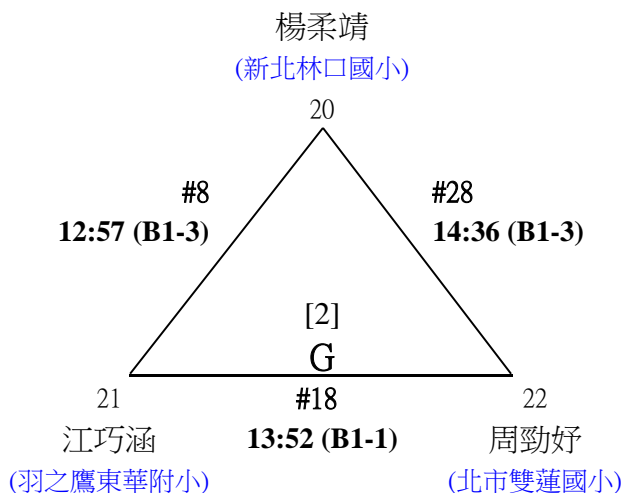 楊柔靖
(新北林口國小)
20
#8
#28
12:57 (B1-3)
14:36 (B1-3)
[2]
G
21
#18
22
江巧涵
13:52 (B1-1)
周勁妤
(羽之鷹東華附小)
(北市雙蓮國小)